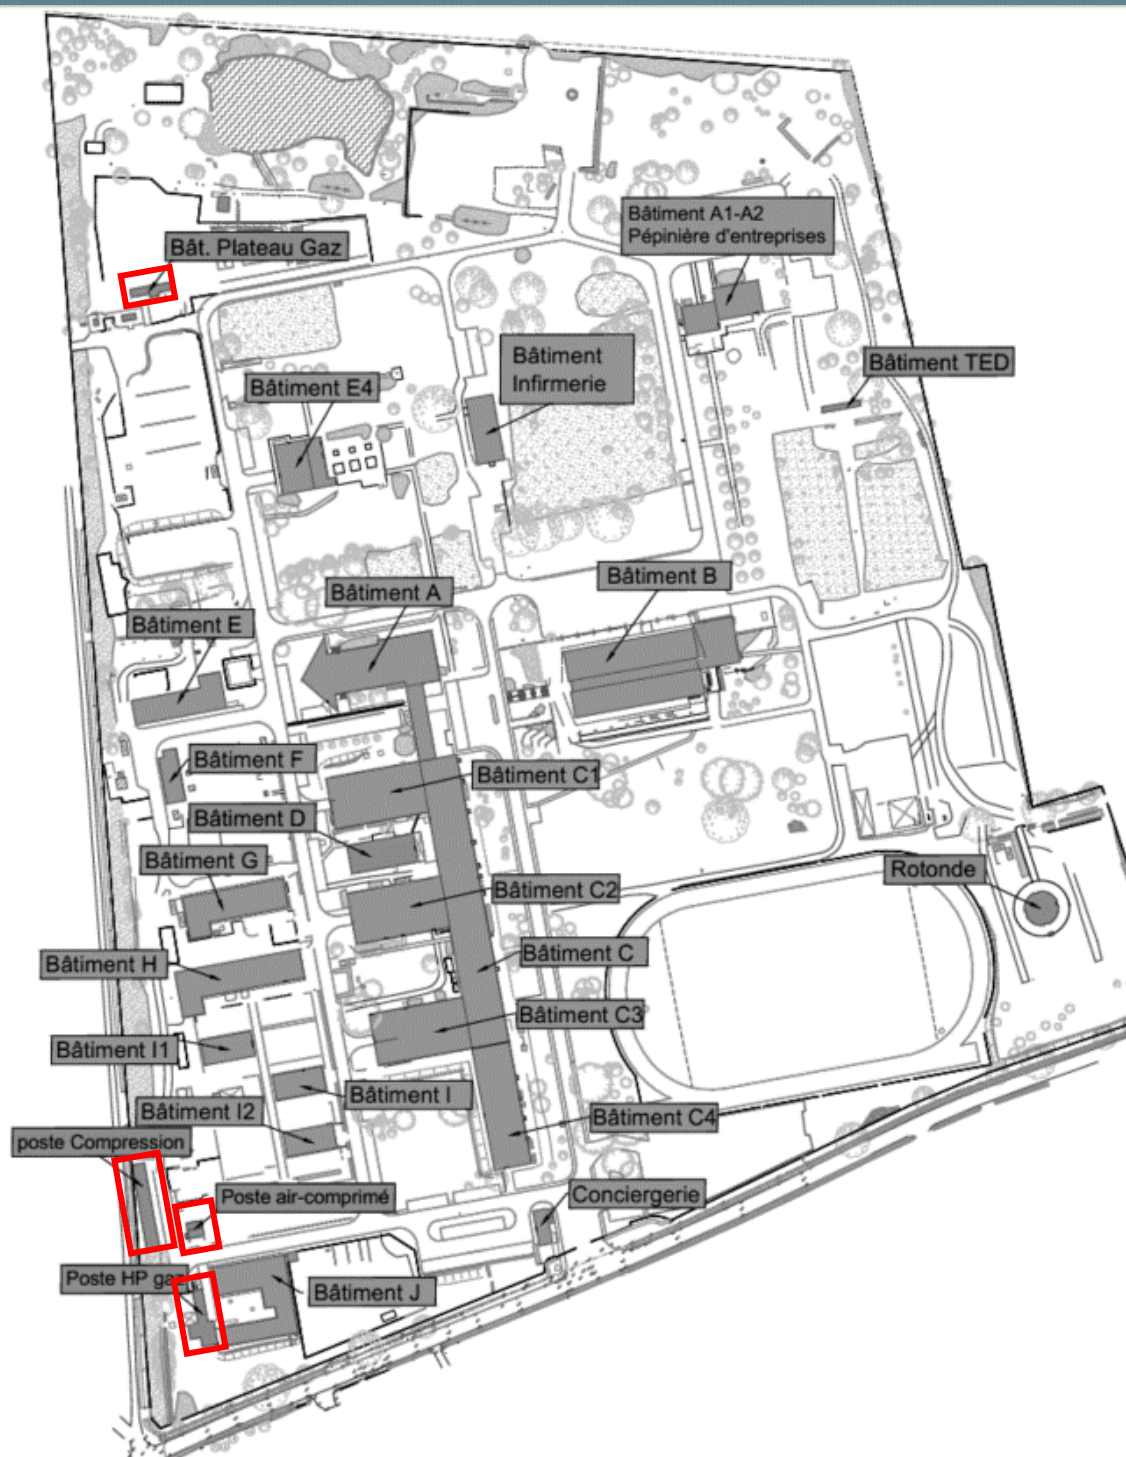 Bâtiment A1-A2
Pépinière d'entreprises
Bât. Plateau Gaz
Bâtiment
Infirmerie
Bâtiment TED
Bâtiment E4
Bâtiment B
Bâtiment A
Bâtiment E
Bâtiment F
Bâtiment C1
Bâtiment D
Bâtiment G
Rotonde
Bâtiment C2
Bâtiment C
Bâtiment H
Bâtiment C3
Bâtiment I1
Bâtiment I
Bâtiment I2
Bâtiment C4
poste Compression
Poste air-comprimé
Conciergerie
Poste HP gaz
Bâtiment J